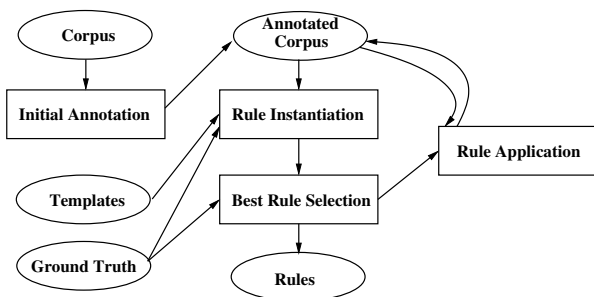 Corpus
Annotated
Corpus
Initial Annotation
Rule Instantiation
Rule Application
Templates
Best Rule Selection
Ground Truth
Rules